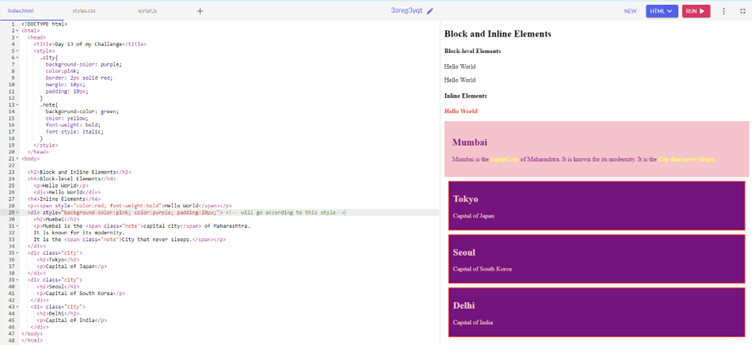 index.html
styles.css
script.js
+
3zreg3yqt
NEW
HTML
RUN
1 <!DOCTYPE html>
2 <html>
3 <head>
4 <title>Day 13 of my Challenge</title>
5 <style>
6 .city{
7 background-color: purple;
8 color:pink;
9 border: 2px solid red;
10 margin: 10px;
11 padding: 10px;
12 }
13 .note{
14 background-color: green;
15 color: yellow;
16 font-weight: bold;
17 font-style: italic;
18 }
19 </style>
20 </head>
21 <body>
22
23 <h2>Block and Inline Elements</h2>
24 <h4>Block-level Elements</h4>
25 <p>Hello World</p>
26 <div>Hello World</div>
27 <h4>Inline Elements</h4>
28 <p><span style="color:red; font-weight:bold">Hello World</span></p>
29 <div style="background-color:pink; color:purple; padding:20px;"> <!-- will go according to this style-->
30 <h2>Mumbai</h2>
31 <p>Mumbai is the <span class="note">capital city</span> of Maharashtra.
32 It is known for its modernity.
33 It is the <span class="note">City that never sleeps.</span></p>
34 </div>
35 <div class="city">
36 <h2>Tokyo</h2>
37 <p>Capital of Japan</p>
38 </div>
39 <div class="city">
40 <h2>Seoul</h2>
41 <p>Capital of South Korea</p>
42 </div>
43 <div class="city">
44 <h2>Delhi</h2>
45 <p>Capital of India</p>
46 </div>
47 </body>
48 </html>
Block and Inline Elements
Block-level Elements
Hello World
Hello World
Inline Elements
Hello World
Mumbai
Mumbai is the capital city of Maharashtra. It is known for its modernity. It is the City that never sleeps.
Tokyo
Capital of Japan
Seoul
Capital of South Korea
Delhi
Capital of India